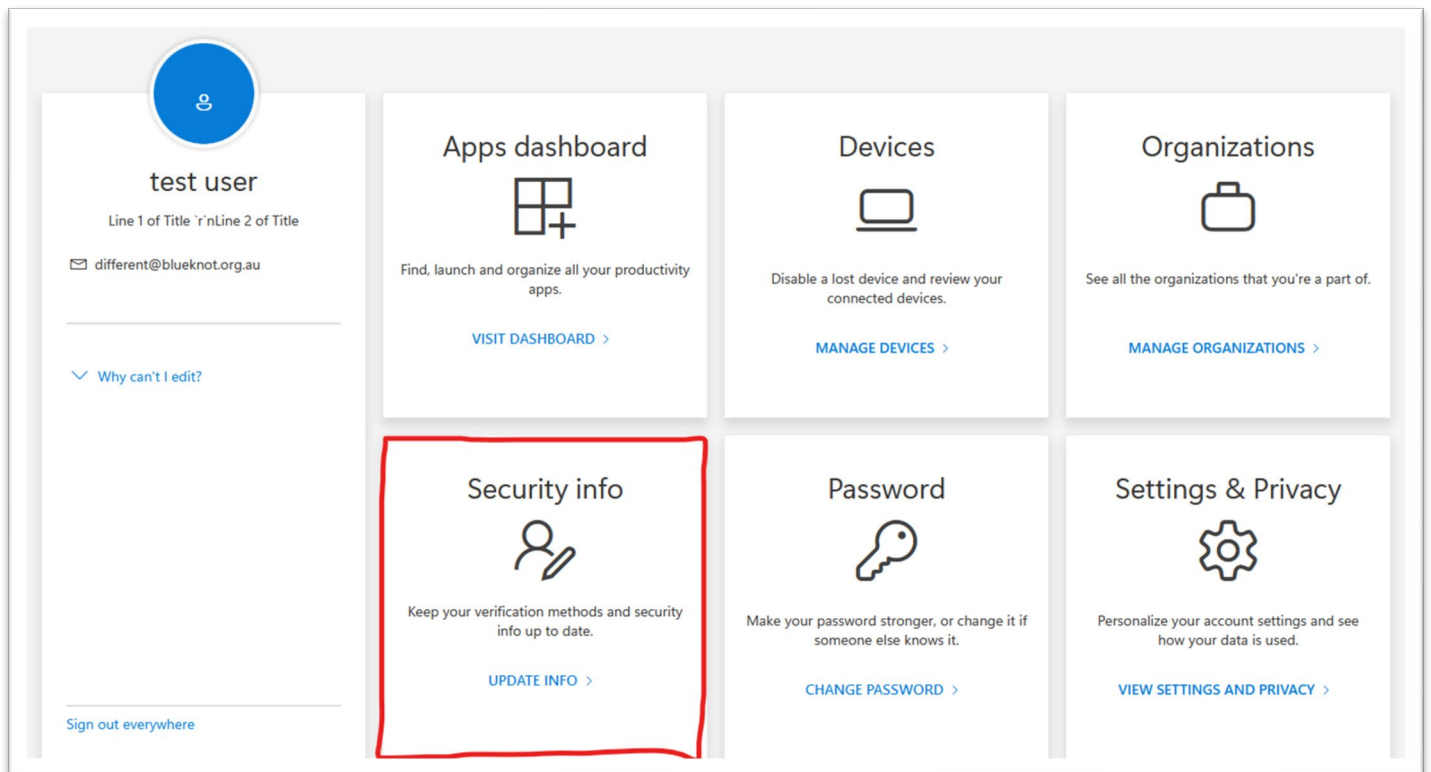 test user
Line 1 of Title `r`nLine 2 of Title
different@blueknot.org.au
Why can't I edit?
Sign out everywhere
Apps dashboard
Find, launch and organize all your productivity
apps.
VISIT DASHBOARD >
Devices
Disable a lost device and review your
connected devices.
MANAGE DEVICES >
Organizations
See all the organizations that you're a part of.
MANAGE ORGANIZATIONS >
Security info
Keep your verification methods and security
info up to date.
UPDATE INFO >
Password
Make your password stronger, or change it if
someone else knows it.
CHANGE PASSWORD >
Settings & Privacy
Personalize your account settings and see
how your data is used.
VIEW SETTINGS AND PRIVACY >